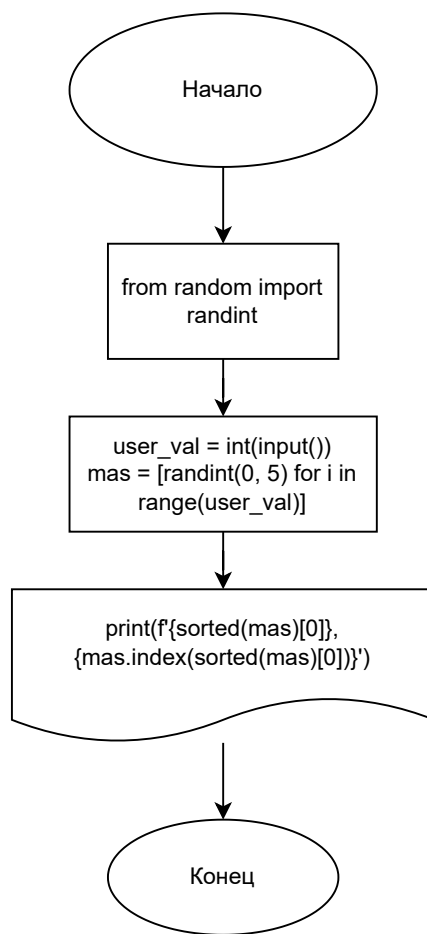 Начало
from random import
randint
user_val = int(input())
mas = [randint(0, 5) for i in
range(user_val)]
print(f'{sorted(mas)[0]},
{mas.index(sorted(mas)[0])}')
Конец